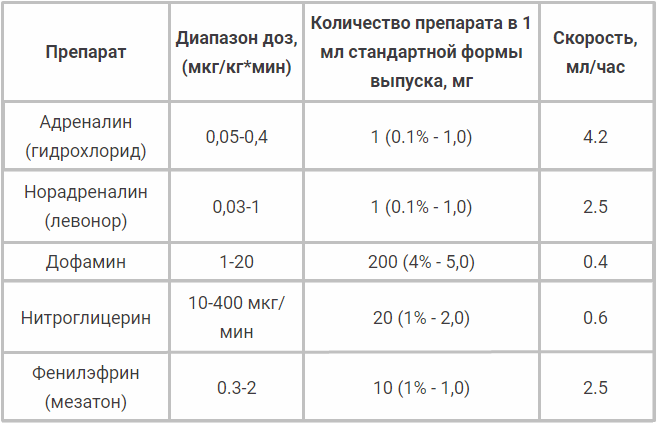 Препарат
Диапазон доз,
(мкг/кг*мин)
Количество препарата в 1
мл стандартной формы
выпуска, мг
Скорость,
мл/час
Адреналин
(гидрохлорид)
0,05-0,4
1 (0.1% - 1,0)
4.2
Норадреналин
(левонор)
0,03-1
1 (0.1% - 1,0)
2.5
Дофамин
1-20
200 (4% - 5,0)
0.4
Нитроглицерин
10-400 мкг/
мин
20 (1% - 2,0)
0.6
Фенилэфрин
(мезатон)
0.3-2
10 (1% - 1,0)
2.5